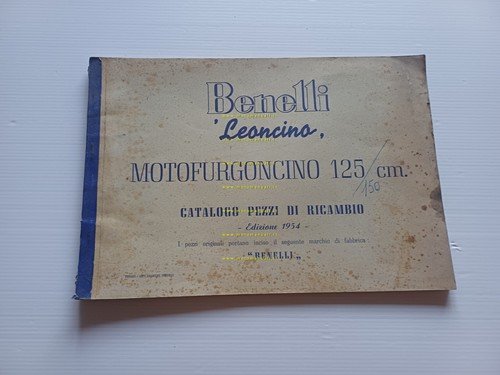 Benelli
"Leoncino"
MOTOFURGONCINO 125/150 cm.
CATALOGO PEZZI DI RICAMBIO
- Edizione 1954 -
I pezzi originali portano inciso il seguente marchio di fabbrica:
"BENELLI"